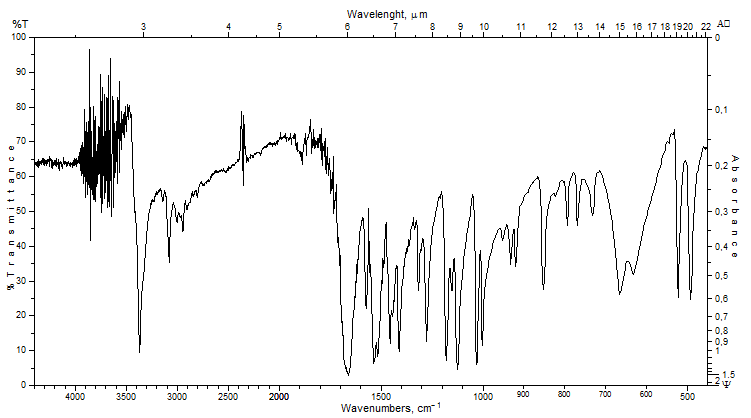 Wavelenght, μm
%T 3 4 5 6 7 8 9 10 11 12 13 14 15 16 17 18 19 20 22 A
100 0
90
80 0,1
70
60 0,2
50 0,3
40 0,4
30 0,5
20 0,6
0,7
10 0,8
0,9
1
1.5
0 2
%Transmittance
Absorbance
4000 3500 3000 2500 2000 1500 1000 900 800 700 600 500
Wavenumbers, cm⁻¹